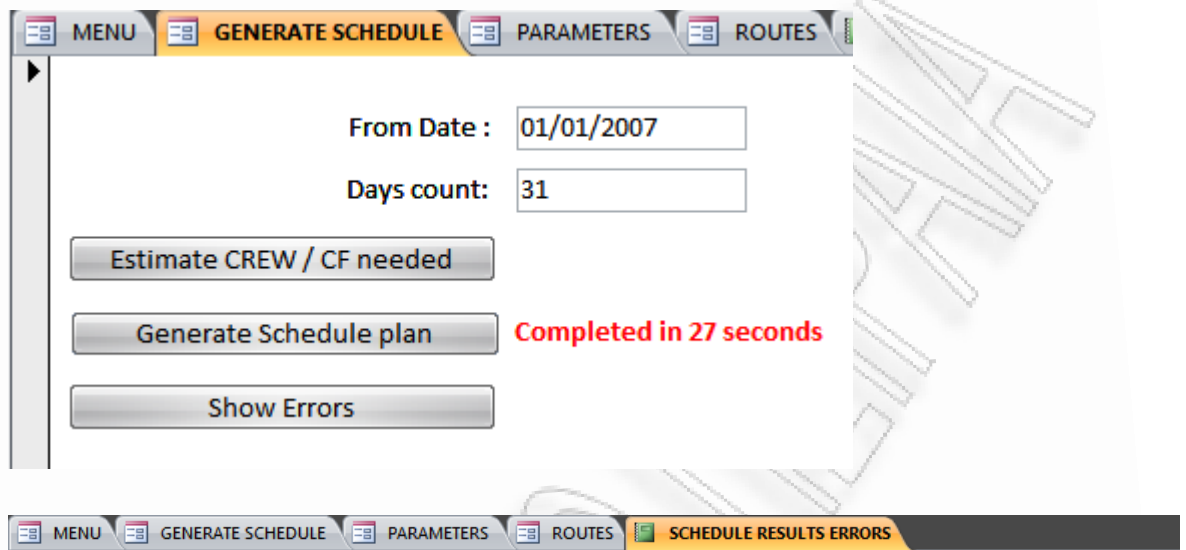 MENU GENERATE SCHEDULE PARAMETERS ROUTES
From Date : 01/01/2007
Days count: 31
Estimate CREW / CF needed
Generate Schedule plan Completed in 27 seconds
Show Errors
MENU GENERATE SCHEDULE PARAMETERS ROUTES SCHEDULE RESULTS ERRORS